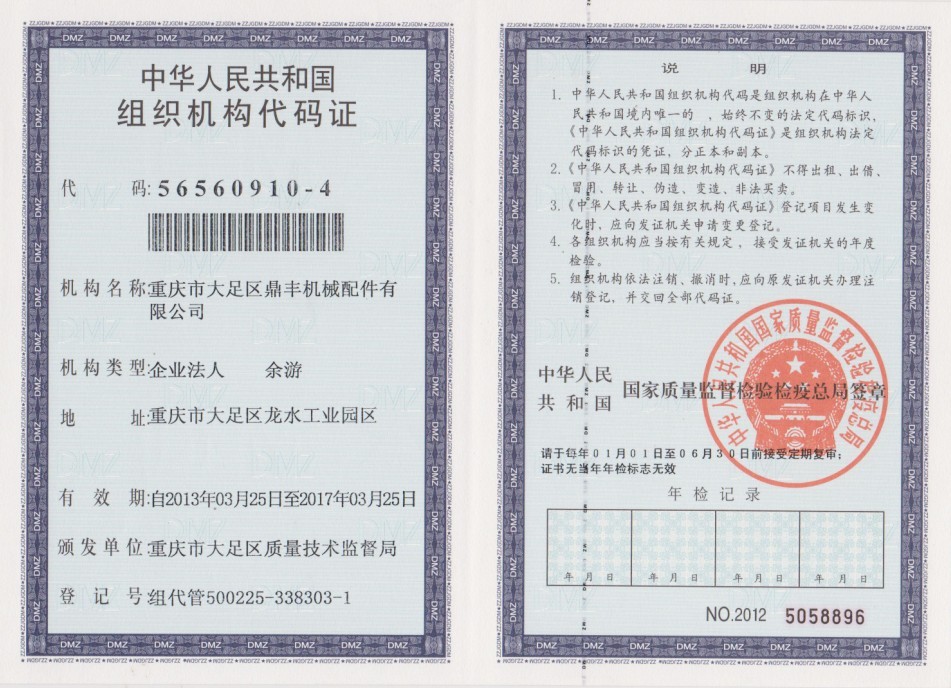 中华人民共和国
组织机构代码证
代 码:56560910-4
机构名称:重庆市大足区鼎丰机械配件有
限公司
机构类型:企业法人 余游
地 址:重庆市大足区龙水工业园区
有 效 期:自2013年03月25日至2017年03月25日
颁发单位:重庆市大足区质量技术监督局
登 记 号:组代管500225-338303-1
说 明
1. 中华人民共和国组织机构代码是组织机构在中华人
民共和国境内唯一的 、始终不变的法定代码标识，
《中华人民共和国组织机构代码证》是组织机构法定
代码标识的凭证，分正本和副本。
2.《中华人民共和国组织机构代码证》不得出租、出借、
冒用、转让、伪造、变造、非法买卖。
3.《中华人民共和国组织机构代码证》登记项目发生变
化时，应向发证机关申请变更登记。
4. 各组织机构应当按有关规定，接受发证机关的年度
检验。
5. 组织机构依法注销、撤消时，应向原发证机关办理注
销登记，并交回全部代码证。
中华人民
共和国 国家质量监督检验检疫总局签章
中华人民共和国国家质量监督检验检疫总局
请于每年01月01日至06月30日前接受定期复审；
证书无当年年检标志无效
年检记录
年 月 日 年 月 日 年 月 日 年 月 日
NO.2012 5058896